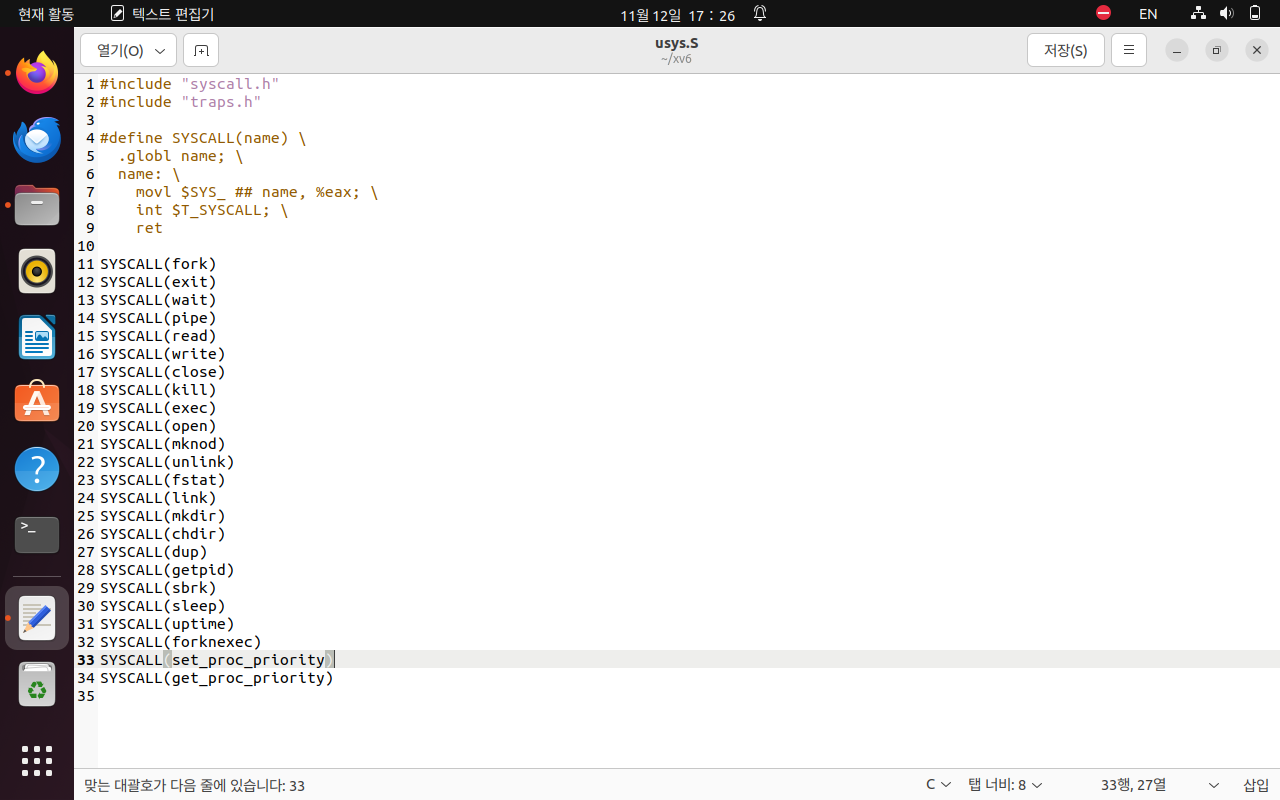 현재 활동 텍스트 편집기 11월 12일 17 : 26 EN
열기(O) usys.S 저장(S)
~/xv6
1 #include "syscall.h"
2 #include "traps.h"
3
4 #define SYSCALL(name) \
5 .globl name; \
6 name: \
7 movl $SYS_ ## name, %eax; \
8 int $T_SYSCALL; \
9 ret
10
11 SYSCALL(fork)
12 SYSCALL(exit)
13 SYSCALL(wait)
14 SYSCALL(pipe)
15 SYSCALL(read)
16 SYSCALL(write)
17 SYSCALL(close)
18 SYSCALL(kill)
19 SYSCALL(exec)
20 SYSCALL(open)
21 SYSCALL(mknod)
22 SYSCALL(unlink)
23 SYSCALL(fstat)
24 SYSCALL(link)
25 SYSCALL(mkdir)
26 SYSCALL(chdir)
27 SYSCALL(dup)
28 SYSCALL(getpid)
29 SYSCALL(sbrk)
30 SYSCALL(sleep)
31 SYSCALL(uptime)
32 SYSCALL(forknexec)
33 SYSCALL(set_proc_priority)
34 SYSCALL(get_proc_priority)
35
맞는 대괄호가 다음 줄에 있습니다: 33 C 탭 너비: 8 33행, 27열 삽입